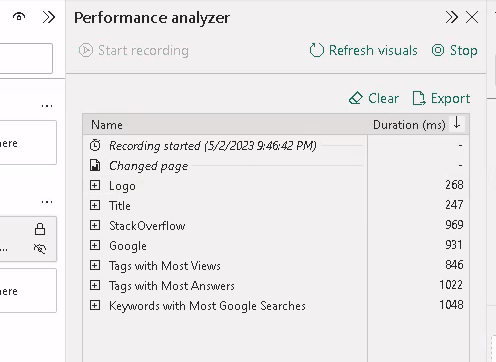 Performance analyzer
Start recording
Refresh visuals
Stop
Clear
Export
Name Duration (ms)
Recording started (5/2/2023 9:46:42 PM) -
Changed page -
Logo 268
Title 247
StackOverflow 969
Google 931
Tags with Most Views 846
Tags with Most Answers 1022
Keywords with Most Google Searches 1048
...
here
...
...
here